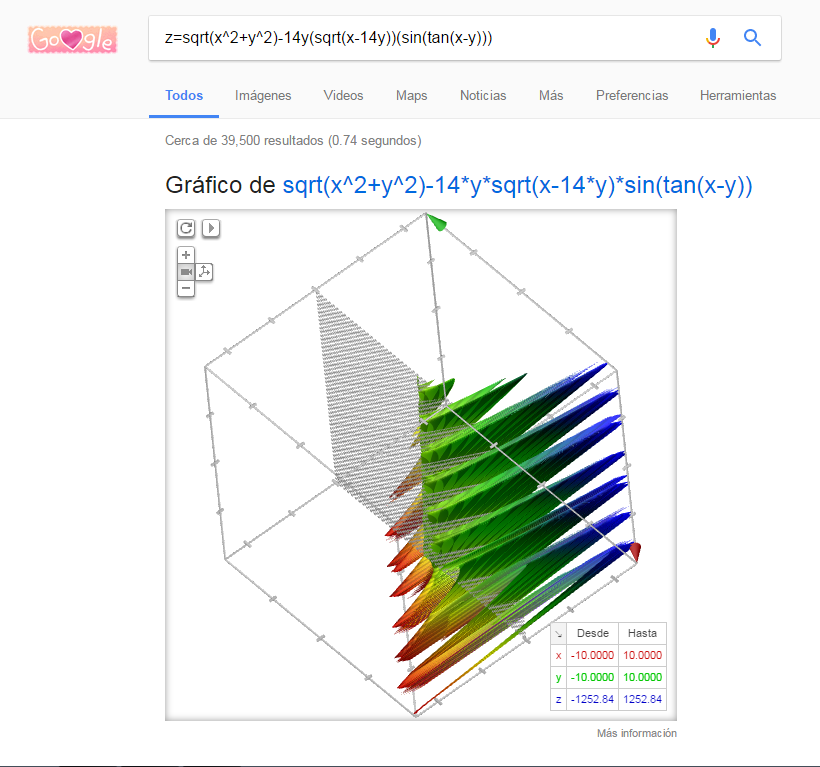 Google
z=sqrt(x^2+y^2)-14y(sqrt(x-14y))(sin(tan(x-y)))
Todos Imágenes Videos Maps Noticias Más Preferencias Herramientas
Cerca de 39,500 resultados (0.74 segundos)
Gráfico de sqrt(x^2+y^2)-14*y*sqrt(x-14*y)*sin(tan(x-y))
Desde Hasta
x -10.0000 10.0000
y -10.0000 10.0000
z -1252.84 1252.84
Más información